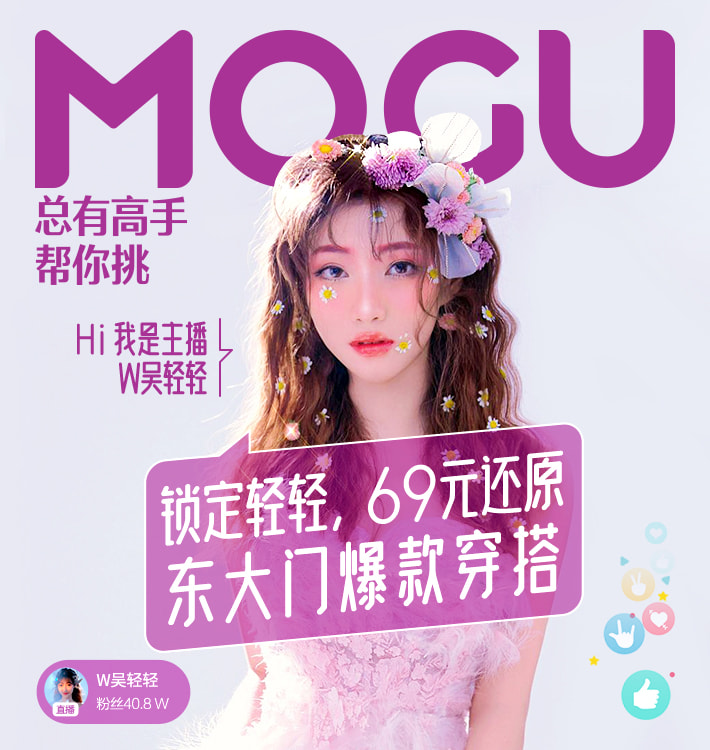 MOGU
总有高手
帮你挑
Hi 我是主播
W吴轻轻
锁定轻轻，69元还原
东大门爆款穿搭
W吴轻轻
直播
粉丝40.8 W